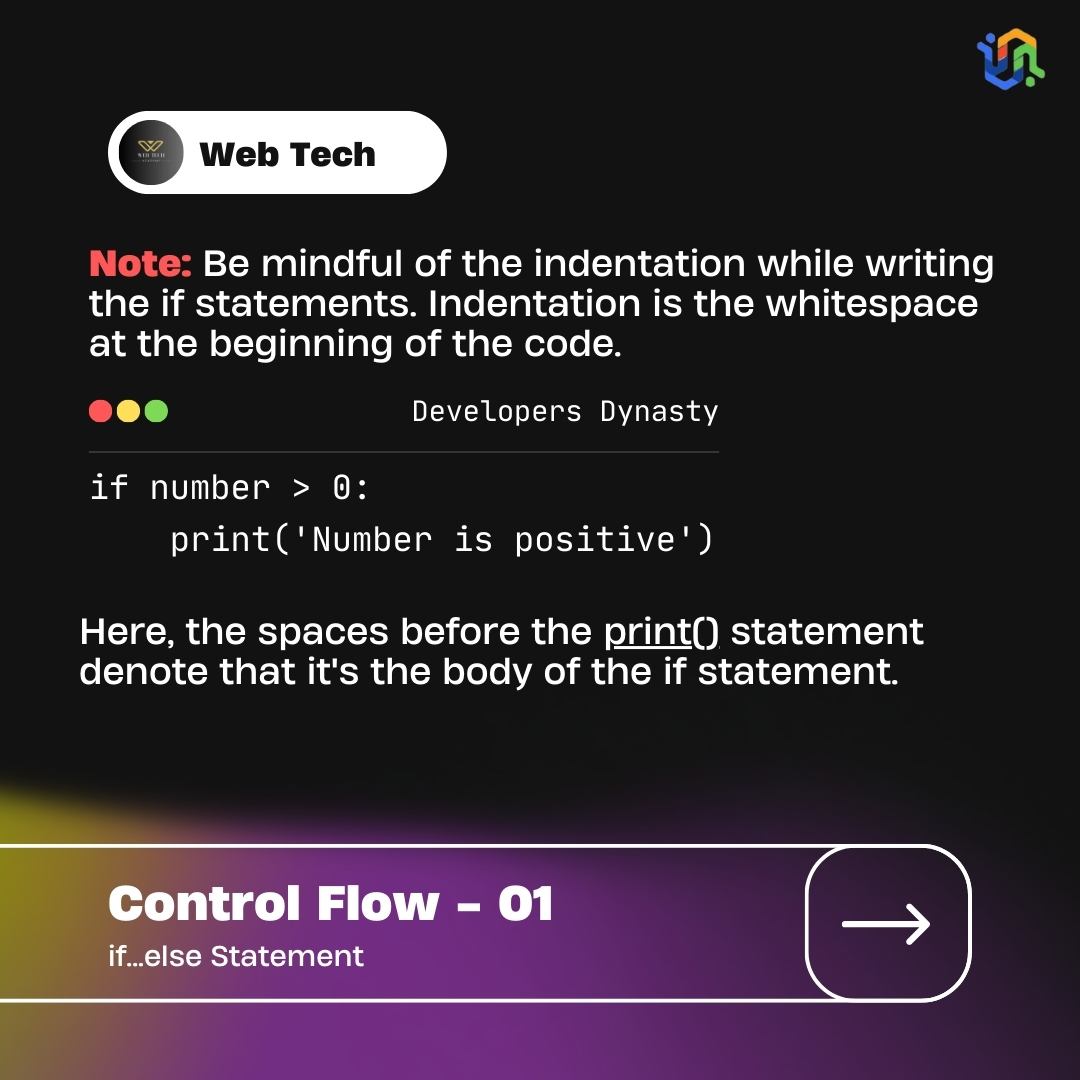 Web Tech
Note: Be mindful of the indentation while writing
the if statements. Indentation is the whitespace
at the beginning of the code.
Developers Dynasty
if number > 0:
    print('Number is positive')
Here, the spaces before the print() statement
denote that it's the body of the if statement.
Control Flow - 01
if...else Statement